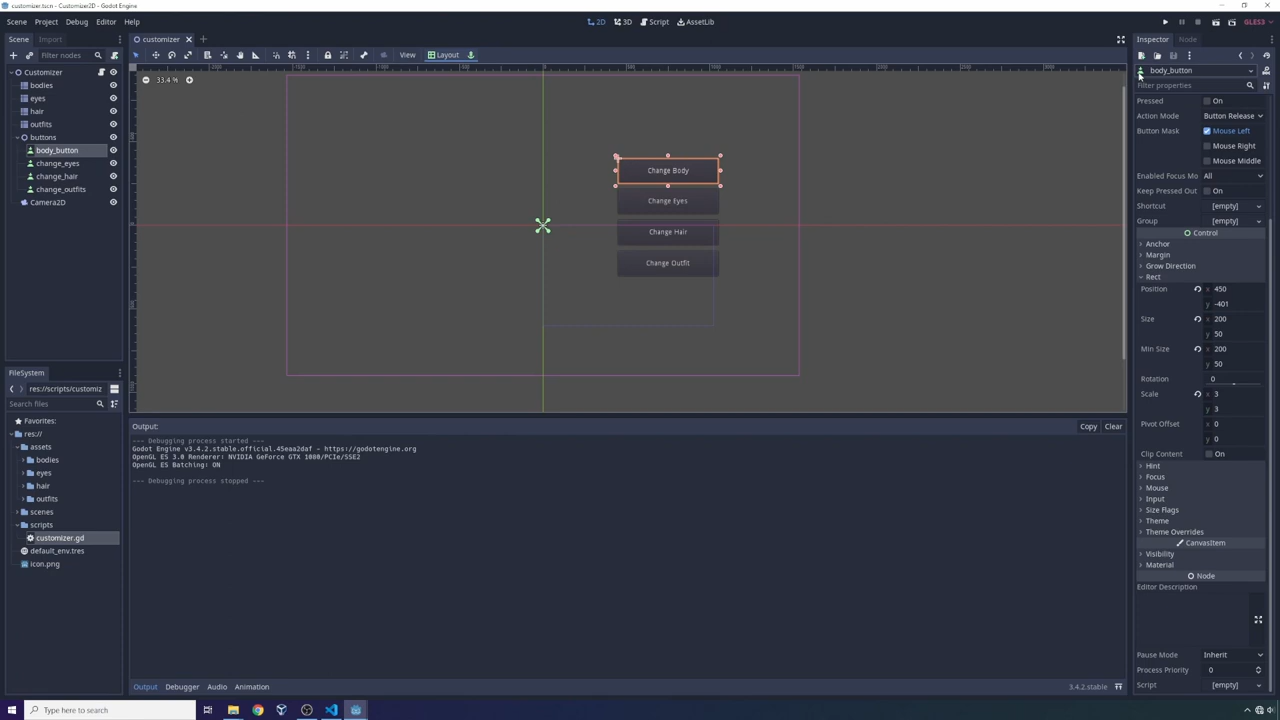 customizer.tscn - Customizer2D - Godot Engine
Scene Project Debug Editor Help
2D 3D Script AssetLib
GLES3
Scene Import
customizer
Inspector Node
Filter nodes
View Layout
33.4 %
body_button
Filter properties
Customizer
bodies
eyes
hair
outfits
buttons
body_button
change_eyes
change_hair
change_outfits
Camera2D
Change Body
Change Eyes
Change Hair
Change Outfit
Pressed On
Action Mode Button Release
Button Mask Mouse Left
Mouse Right
Mouse Middle
Enabled Focus Mo All
Keep Pressed Out On
Shortcut [empty]
Group [empty]
Control
Anchor
Margin
Grow Direction
Rect
Position x 450
y -401
Size x 200
y 50
Min Size x 200
y 50
Rotation 0
Scale x 3
y 3
Pivot Offset x 0
y 0
Clip Content On
Hint
Focus
Mouse
Input
Size Flags
Theme
Theme Overrides
CanvasItem
Visibility
Material
Node
Editor Description
Pause Mode Inherit
Process Priority 0
Script [empty]
FileSystem
res://scripts/customiz
Search files
Favorites:
res://
assets
bodies
eyes
hair
outfits
scenes
scripts
customizer.gd
default_env.tres
icon.png
Output:
Copy Clear
--- Debugging process started ---
Godot Engine v3.4.2.stable.official.45eaa2daf - https://godotengine.org
OpenGL ES 3.0 Renderer: NVIDIA GeForce GTX 1080/PCIe/SSE2
OpenGL ES Batching: ON
--- Debugging process stopped ---
Output Debugger Audio Animation
3.4.2.stable
Type here to search